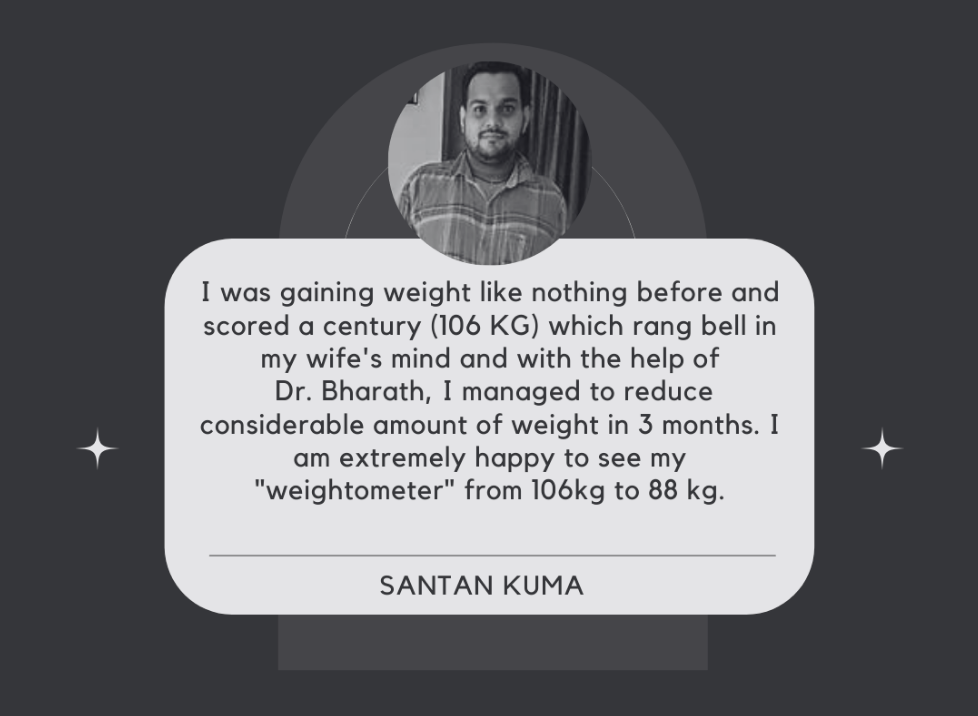 I was gaining weight like nothing before and
scored a century (106 KG) which rang bell in
my wife's mind and with the help of
Dr. Bharath, I managed to reduce
considerable amount of weight in 3 months. I
am extremely happy to see my
"weightometer" from 106kg to 88 kg.
SANTAN KUMA